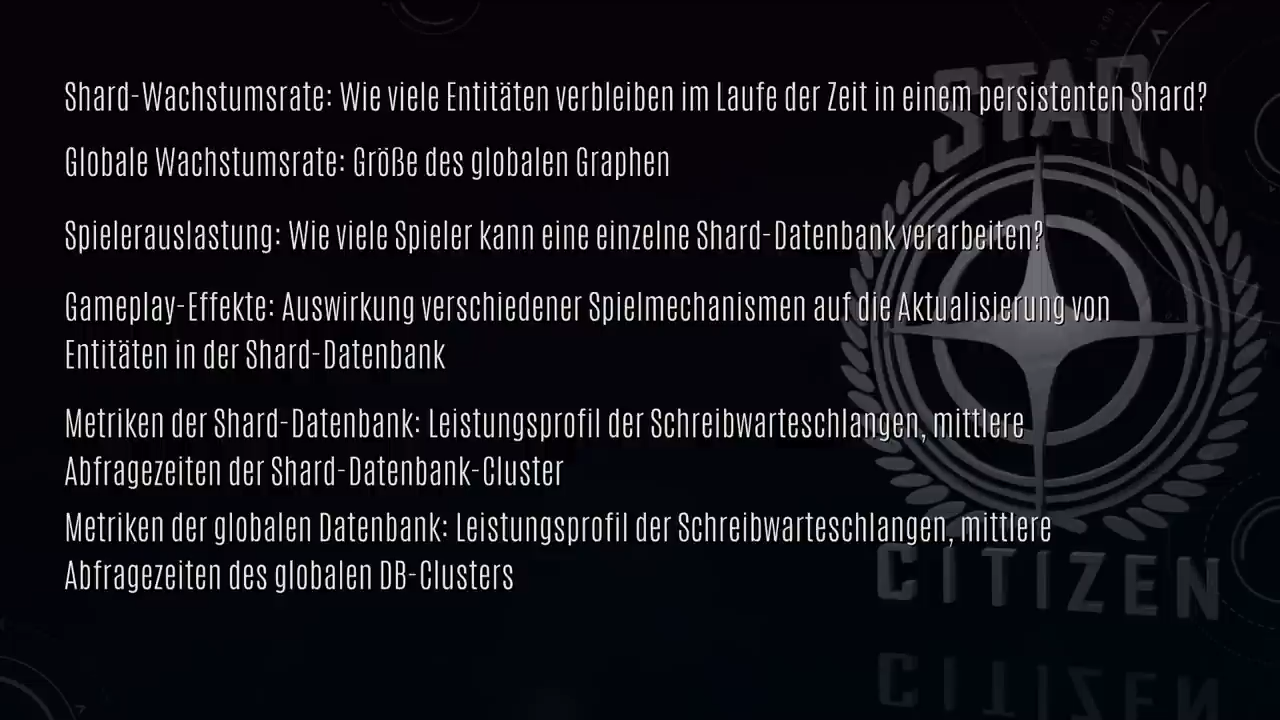 Shard-Wachstumsrate: Wie viele Entitäten verbleiben im Laufe der Zeit in einem persistenten Shard?
Globale Wachstumsrate: Größe des globalen Graphen
Spielerauslastung: Wie viele Spieler kann eine einzelne Shard-Datenbank verarbeiten?
Gameplay-Effekte: Auswirkung verschiedener Spielmechanismen auf die Aktualisierung von
Entitäten in der Shard-Datenbank
Metriken der Shard-Datenbank: Leistungsprofil der Schreibwarteschlangen, mittlere
Abfragezeiten der Shard-Datenbank-Cluster
Metriken der globalen Datenbank: Leistungsprofil der Schreibwarteschlangen, mittlere
Abfragezeiten des globalen DB-Clusters
STAR
CITIZEN